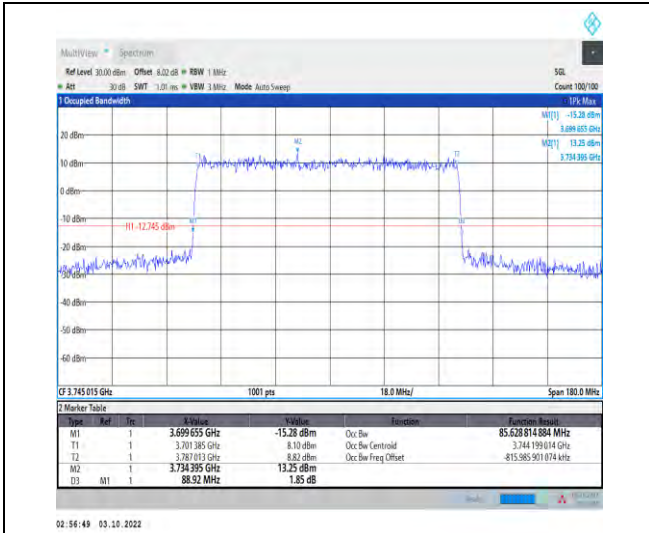 MultiView Spectrum
Ref Level 30.00 dBm Offset 8.02 dB RBW 1 MHz SGL
Att 30 dB SWT 1.01 ms VBW 3 MHz Mode Auto Sweep Count 100/100
1 Occupied Bandwidth 1Pk Max
M1[1] -15.28 dBm
3.699 655 GHz
M2[1] 13.25 dBm
3.734 395 GHz
20 dBm
M2
T1 T2
10 dBm
0 dBm
-10 dBm
H1 -12.745 dBm
-20 dBm
-30 dBm
-40 dBm
-50 dBm
-60 dBm
CF 3.745 015 GHz 1001 pts 18.0 MHz/ Span 180.0 MHz
2 Marker Table
Type Ref Trc X-Value Y-Value Function Function Result
M1 1 3.699 655 GHz -15.28 dBm Occ Bw 85.628 814 884 MHz
T1 1 3.701 385 GHz 8.10 dBm Occ Bw Centroid 3.744 199 014 GHz
T2 1 3.787 013 GHz 8.82 dBm Occ Bw Freq Offset -815.985 901 074 kHz
M2 1 3.734 395 GHz 13.25 dBm
D3 M1 1 88.92 MHz 1.85 dB
02:56:49 03.10.2022